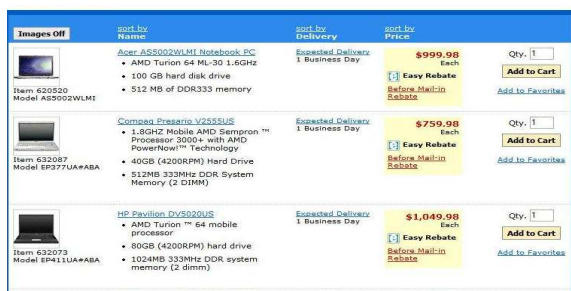 Images Off
sort by
Name
sort by
Delivery
sort by
Price
Item 620520
Model AS5002WLMI
Acer AS5002WLMI Notebook PC
• AMD Turion 64 ML-30 1.6GHz
• 100 GB hard disk drive
• 512 MB of DDR333 memory
Expected Delivery
1 Business Day
$999.98
Each
Easy Rebate
Before Mail-in
Rebate
Qty. 1
Add to Cart
Add to Favorites
Item 632087
Model EP377UA#ABA
Compaq Presario V2555US
• 1.8GHZ Mobile AMD Sempron ™
Processor 3000+ with AMD
PowerNow!™ Technology
• 40GB (4200RPM) Hard Drive
• 512MB 333MHz DDR System
Memory (2 DIMM)
Expected Delivery
1 Business Day
$759.98
Each
Easy Rebate
Before Mail-in
Rebate
Qty. 1
Add to Cart
Add to Favorites
Item 632073
Model EP411UA#ABA
HP Pavilion DV5020US
• AMD Turion ™ 64 mobile
processor
• 80GB (4200RPM) hard drive
• 1024MB 333MHz DDR system
memory (2 dimm)
Expected Delivery
1 Business Day
$1,049.98
Each
Easy Rebate
Before Mail-in
Rebate
Qty. 1
Add to Cart
Add to Favorites